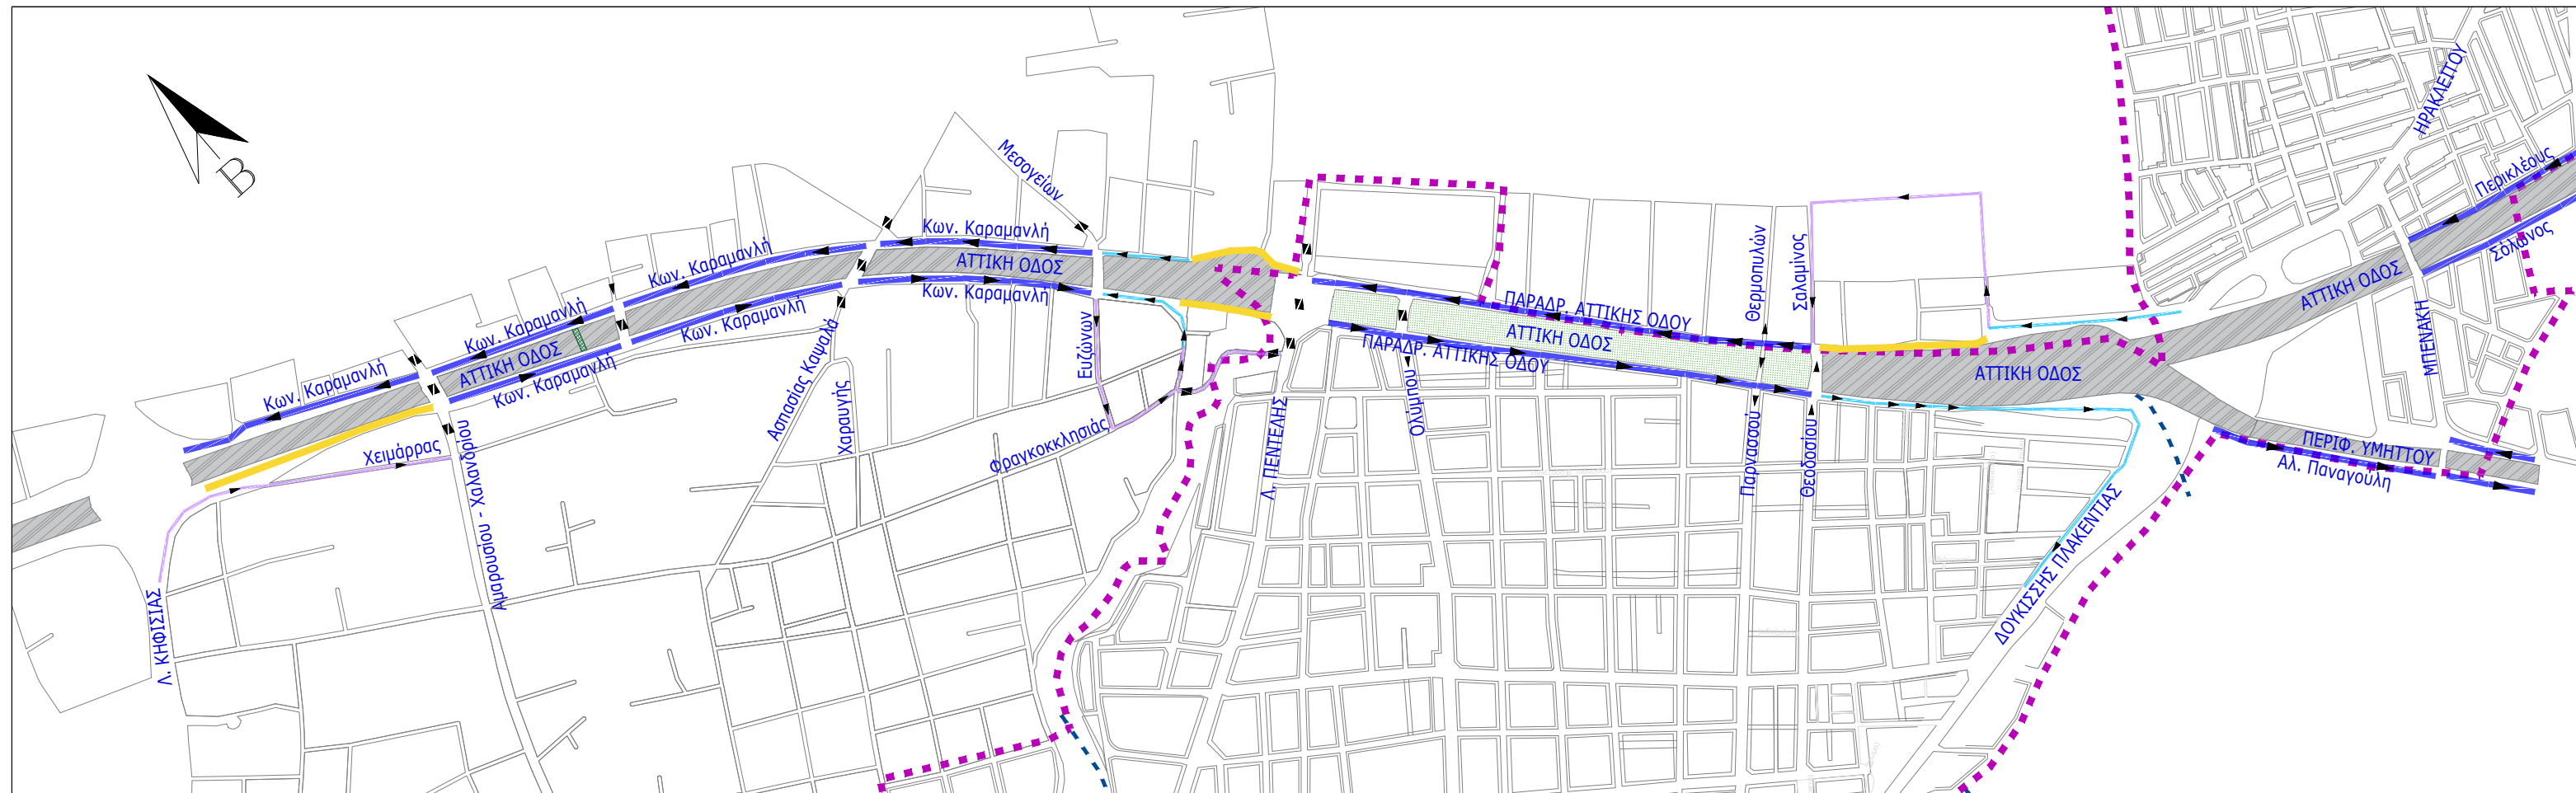 Β
Κων. Καραμανλή
Κων. Καραμανλή
Κων. Καραμανλή
Κων. Καραμανλή
ΑΤΤΙΚΗ ΟΔΟΣ
Κων. Καραμανλή
Κων. Καραμανλή
Κων. Καραμανλή
ΑΤΤΙΚΗ ΟΔΟΣ
Μεσογείων
Χειμάρρας
Λ. ΚΗΦΙΣΙΑΣ
Αμαρουσίου - Χαλανδρίου
Ασπασίας Καψαλά
Χαραυγής
Ευζώνων
Φραγκοκκλησιάς
Λ. ΠΕΝΤΕΛΗΣ
ΠΑΡΑΔΡ. ΑΤΤΙΚΗΣ ΟΔΟΥ
ΑΤΤΙΚΗ ΟΔΟΣ
ΠΑΡΑΔΡ. ΑΤΤΙΚΗΣ ΟΔΟΥ
Ολύμπου
Θερμοπυλών
Σαλαμίνος
Παρνασσού
Θεοδοσίου
ΑΤΤΙΚΗ ΟΔΟΣ
ΔΟΥΚΙΣΣΗΣ ΠΛΑΚΕΝΤΙΑΣ
ΑΤΤΙΚΗ ΟΔΟΣ
ΗΡΑΚΛΕΙΤΟΥ
Περικλέους
Σόλωνος
ΜΠΕΝΑΚΗ
ΠΕΡΙΦ. ΥΜΗΤΤΟΥ
Αλ. Παναγούλη